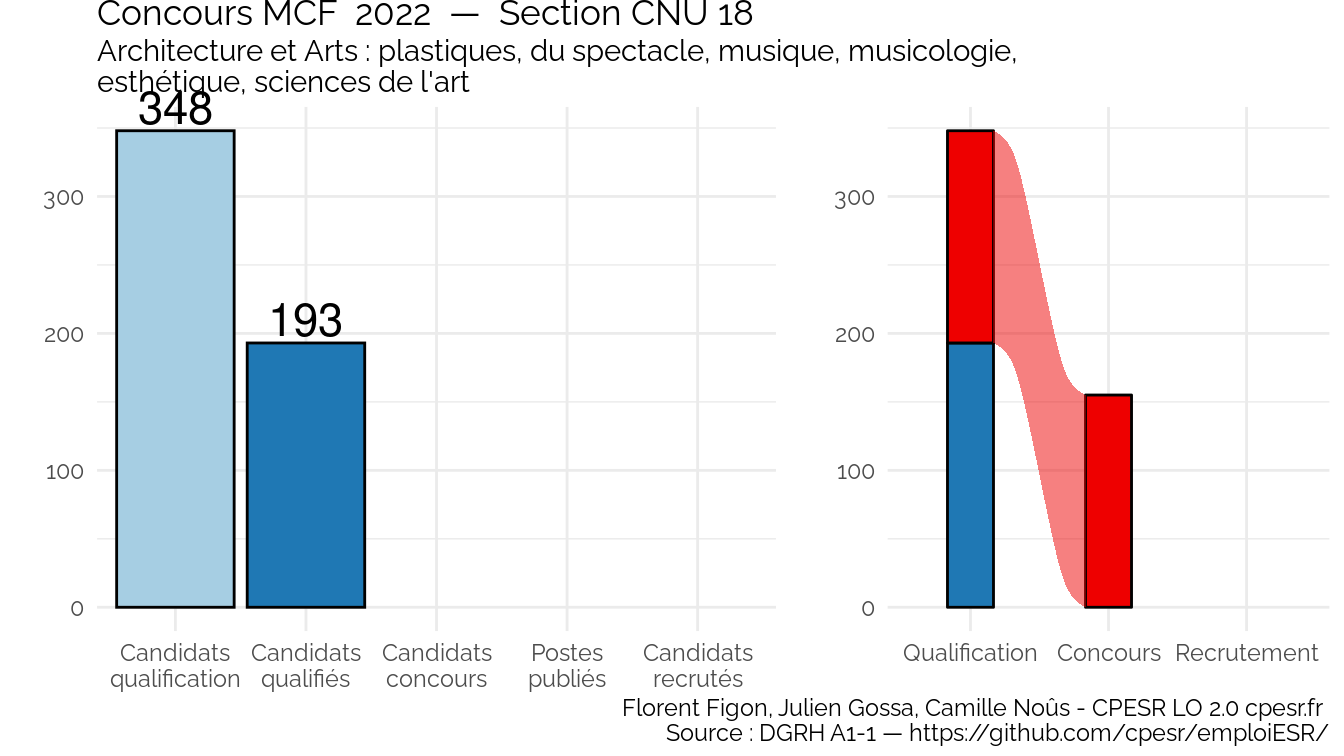 Concours MCF 2022 — Section CNU 18
Architecture et Arts : plastiques, du spectacle, musique, musicologie,
esthétique, sciences de l'art
348
193
300
200
100
0
Candidats qualification
Candidats qualifiés
Candidats concours
Postes publiés
Candidats recrutés
300
200
100
0
Qualification Concours Recrutement
Florent Figon, Julien Gossa, Camille Noûs - CPESR LO 2.0 cpesr.fr
Source : DGRH A1-1 — https://github.com/cpesr/emploiESR/